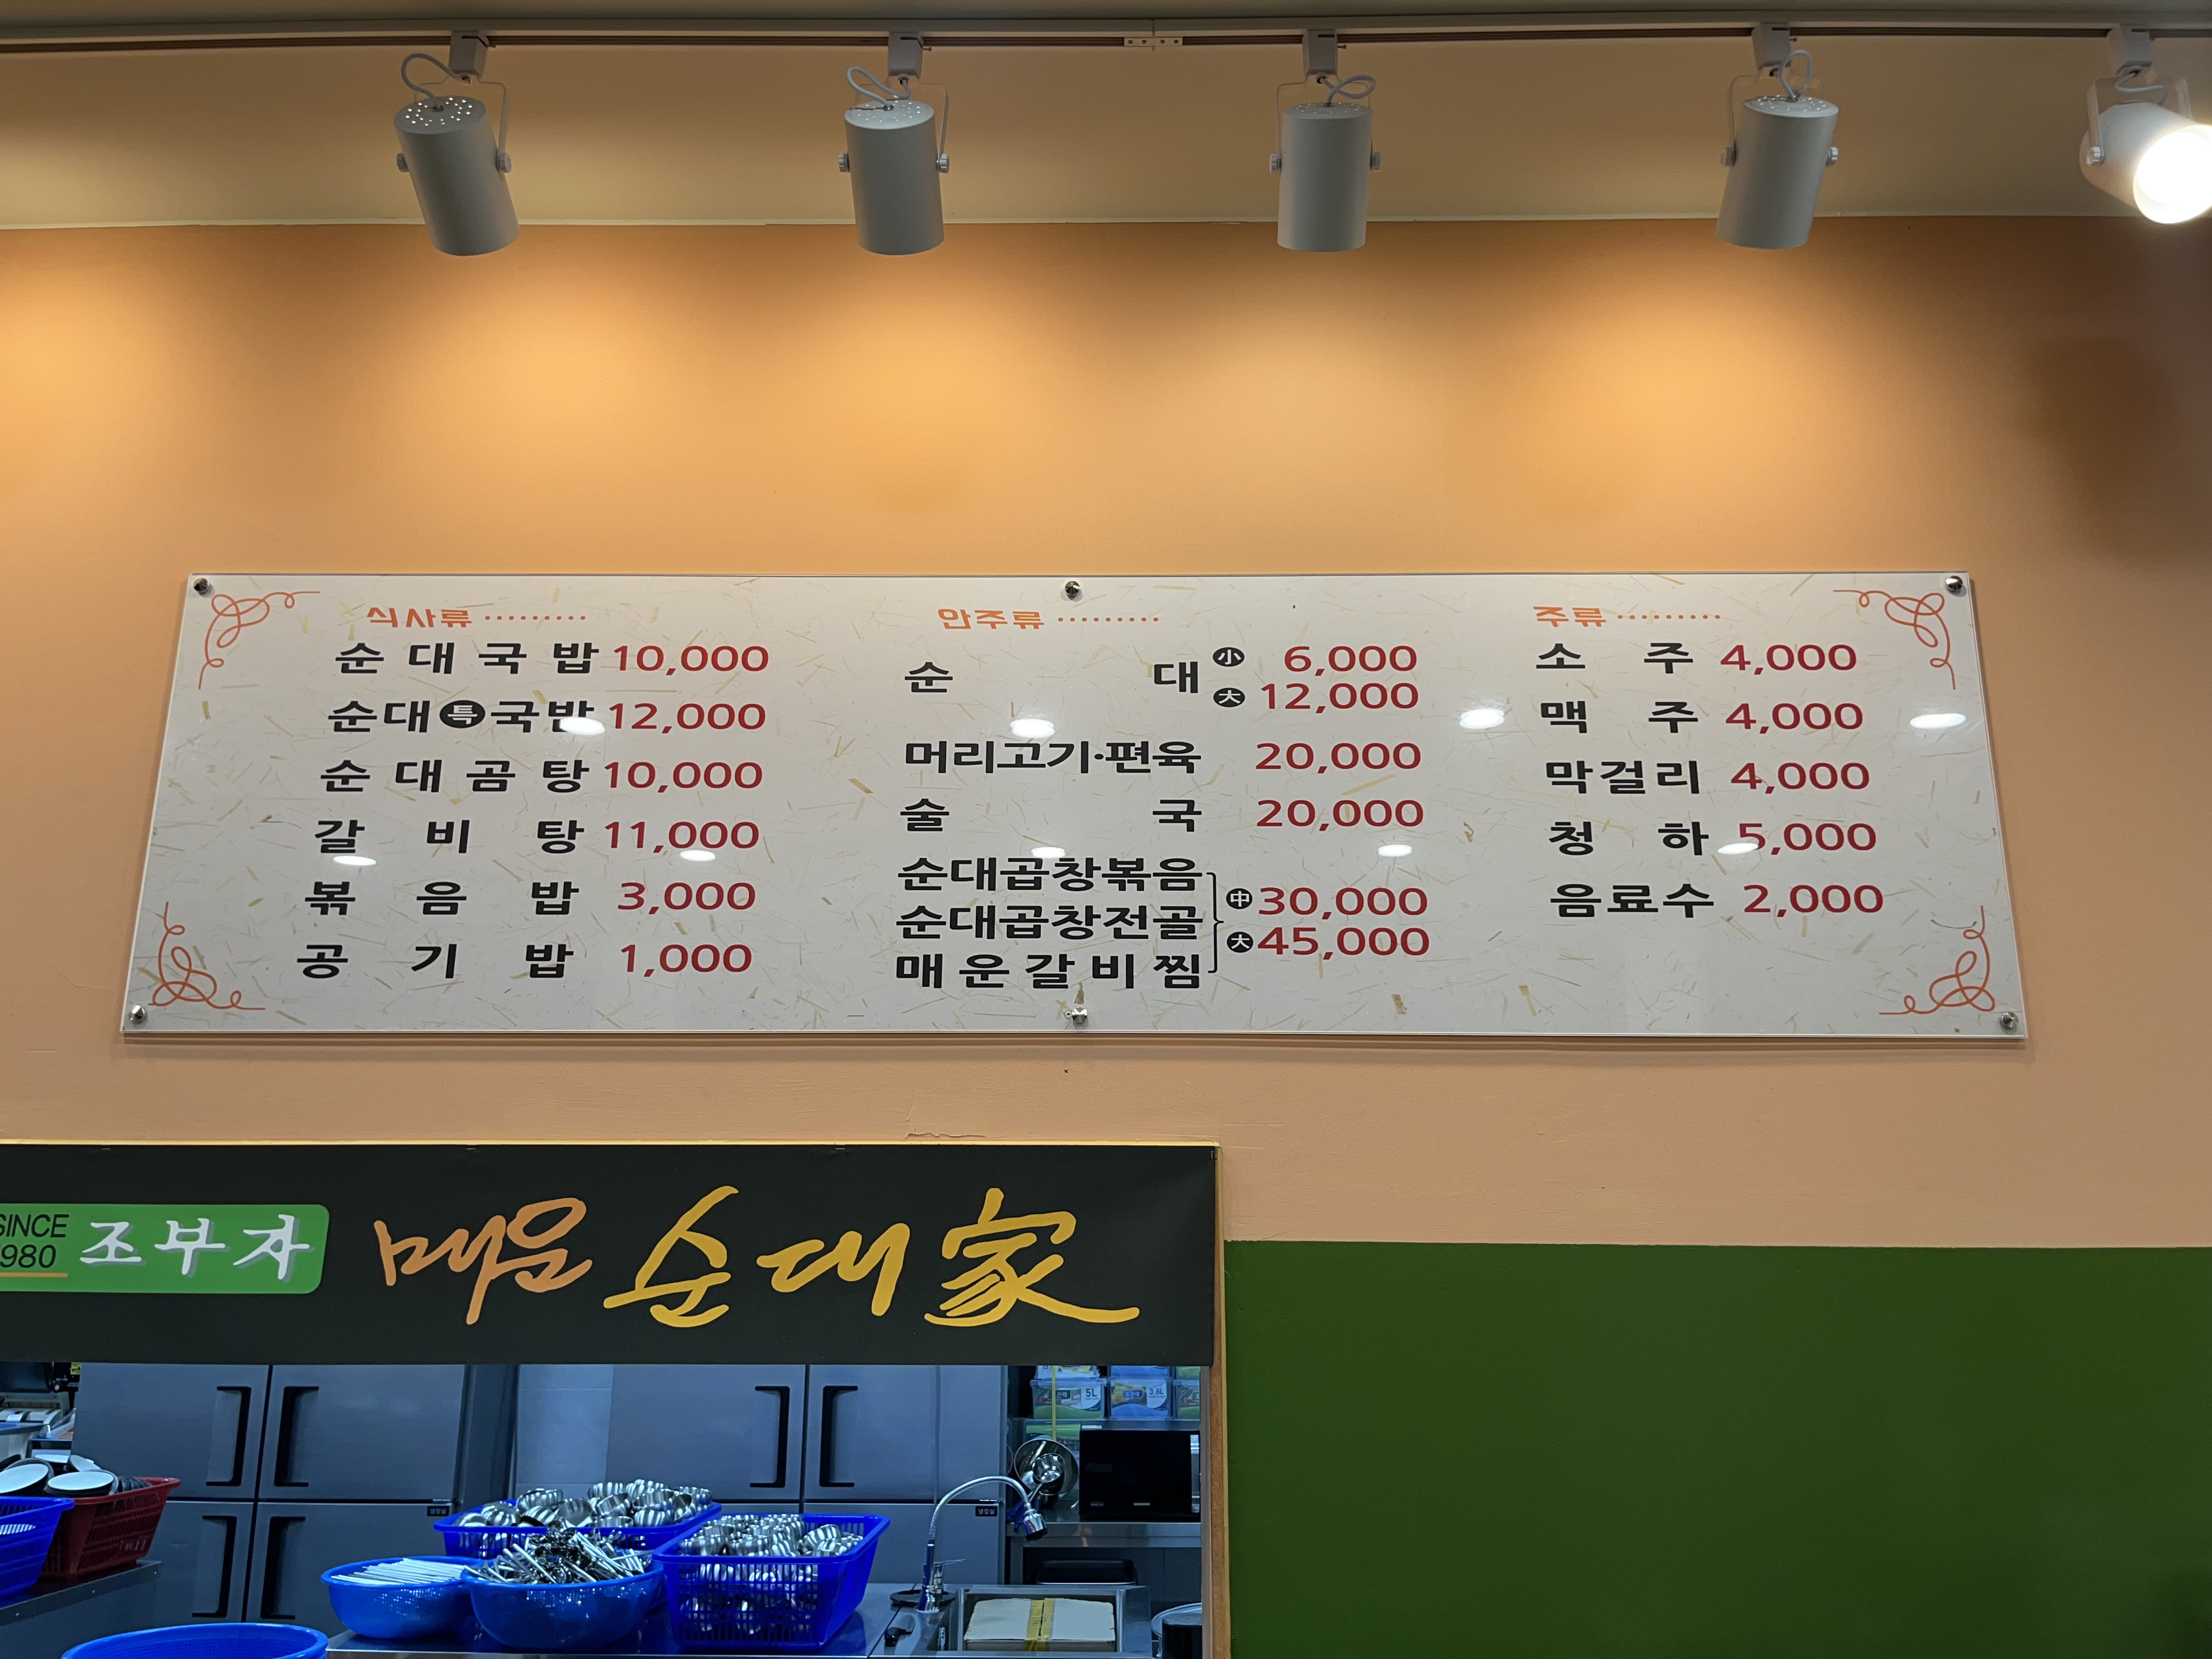 식사류 ·········
순대국밥 10,000
순대㉕국밥 12,000
순대곰탕 10,000
갈비탕 11,000
볶음밥 3,000
공기밥 1,000
안주류 ·········
순대 小 6,000
大 12,000
머리고기·편육 20,000
술국 20,000
순대곱창볶음
순대곱창전골
매운갈비찜
中 30,000
大 45,000
주류 ·········
소주 4,000
맥주 4,000
막걸리 4,000
청하 5,000
음료수 2,000
SINCE
1980
조부자 매운 순대家
5L
3.6L